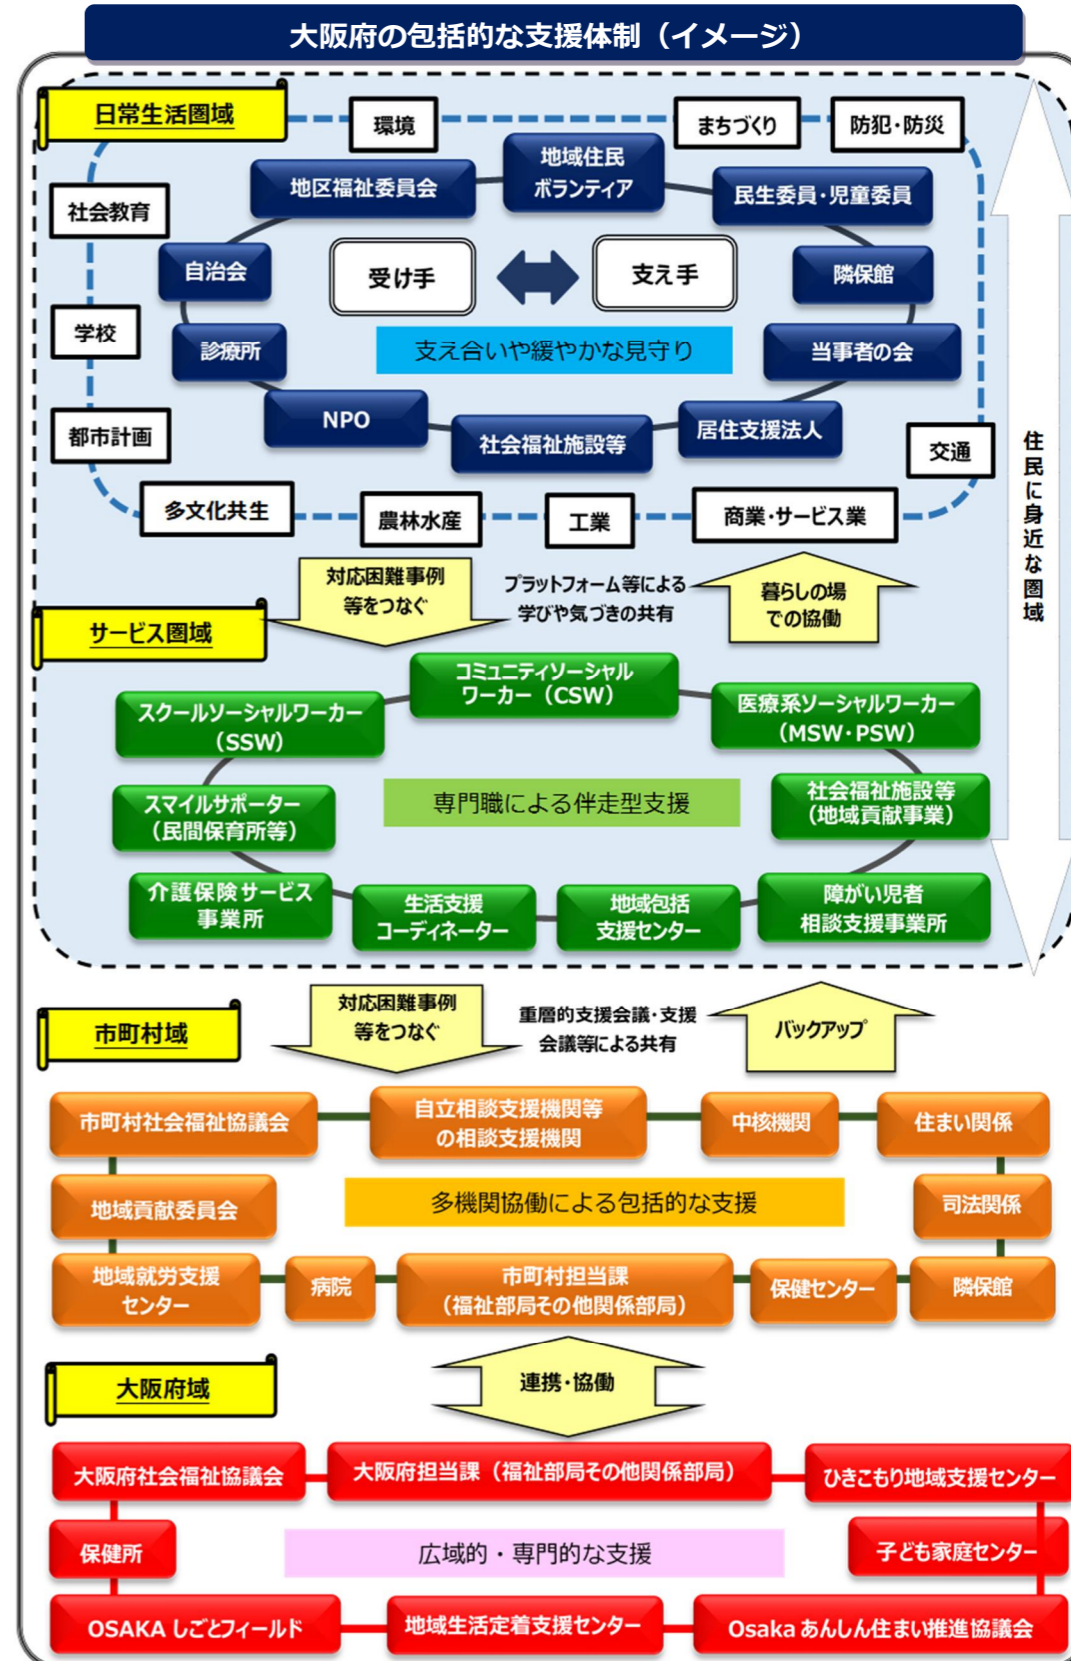 大阪府の包括的な支援体制（イメージ）
日常生活圏域
環境
まちづくり
防犯・防災
地域住民
ボランティア
地区福祉委員会
民生委員・児童委員
社会教育
自治会
受け手
支え手
隣保館
学校
診療所
支え合いや緩やかな見守り
当事者の会
NPO
社会福祉施設等
居住支援法人
都市計画
交通
多文化共生
農林水産
工業
商業・サービス業
住民に身近な圏域
対応困難事例
等をつなぐ
プラットフォーム等による
学びや気づきの共有
暮らしの場
での協働
サービス圏域
コミュニティソーシャル
ワーカー（CSW）
スクールソーシャルワーカー
（SSW）
医療系ソーシャルワーカー
（MSW・PSW）
スマイルサポーター
（民間保育所等）
専門職による伴走型支援
社会福祉施設等
（地域貢献事業）
介護保険サービス
事業所
生活支援
コーディネーター
地域包括
支援センター
障がい児者
相談支援事業所
対応困難事例
等をつなぐ
重層的支援会議・支援
会議等による共有
バックアップ
市町村域
市町村社会福祉協議会
自立相談支援機関等
の相談支援機関
中核機関
住まい関係
地域貢献委員会
多機関協働による包括的な支援
司法関係
地域就労支援
センター
病院
市町村担当課
（福祉部局その他関係部局）
保健センター
隣保館
連携・協働
大阪府域
大阪府社会福祉協議会
大阪府担当課（福祉部局その他関係部局）
ひきこもり地域支援センター
保健所
広域的・専門的な支援
子ども家庭センター
OSAKA しごとフィールド
地域生活定着支援センター
Osaka あんしん住まい推進協議会